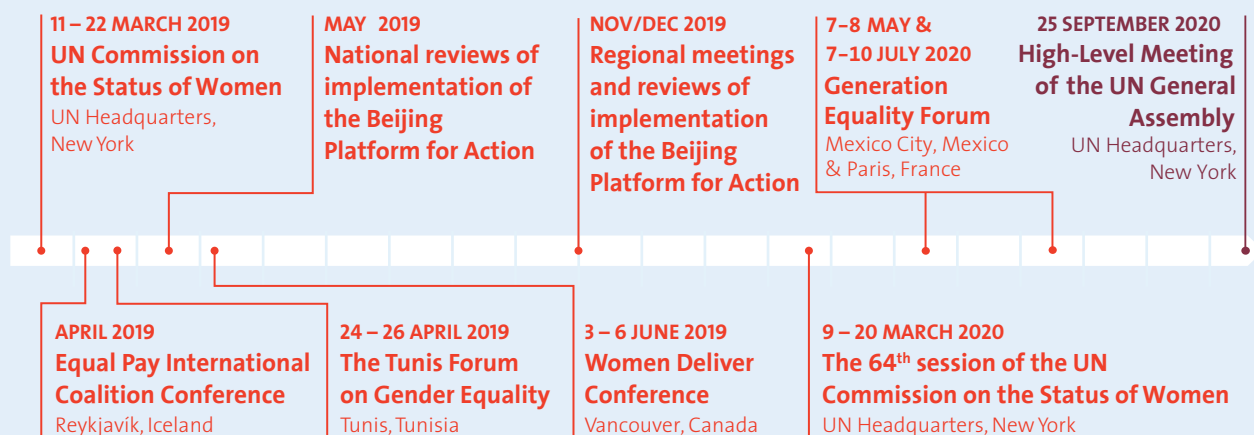 11 – 22 MARCH 2019
UN Commission on
the Status of Women
UN Headquarters,
New York
MAY 2019
National reviews of
implementation of
the Beijing
Platform for Action
NOV/DEC 2019
Regional meetings
and reviews of
implementation
of the Beijing
Platform for Action
7–8 MAY &
7–10 JULY 2020
Generation
Equality Forum
Mexico City, Mexico
& Paris, France
25 SEPTEMBER 2020
High-Level Meeting
of the UN General
Assembly
UN Headquarters,
New York
APRIL 2019
Equal Pay International
Coalition Conference
Reykjavík, Iceland
24 – 26 APRIL 2019
The Tunis Forum
on Gender Equality
Tunis, Tunisia
3 – 6 JUNE 2019
Women Deliver
Conference
Vancouver, Canada
9 – 20 MARCH 2020
The 64th session of the UN
Commission on the Status of Women
UN Headquarters, New York